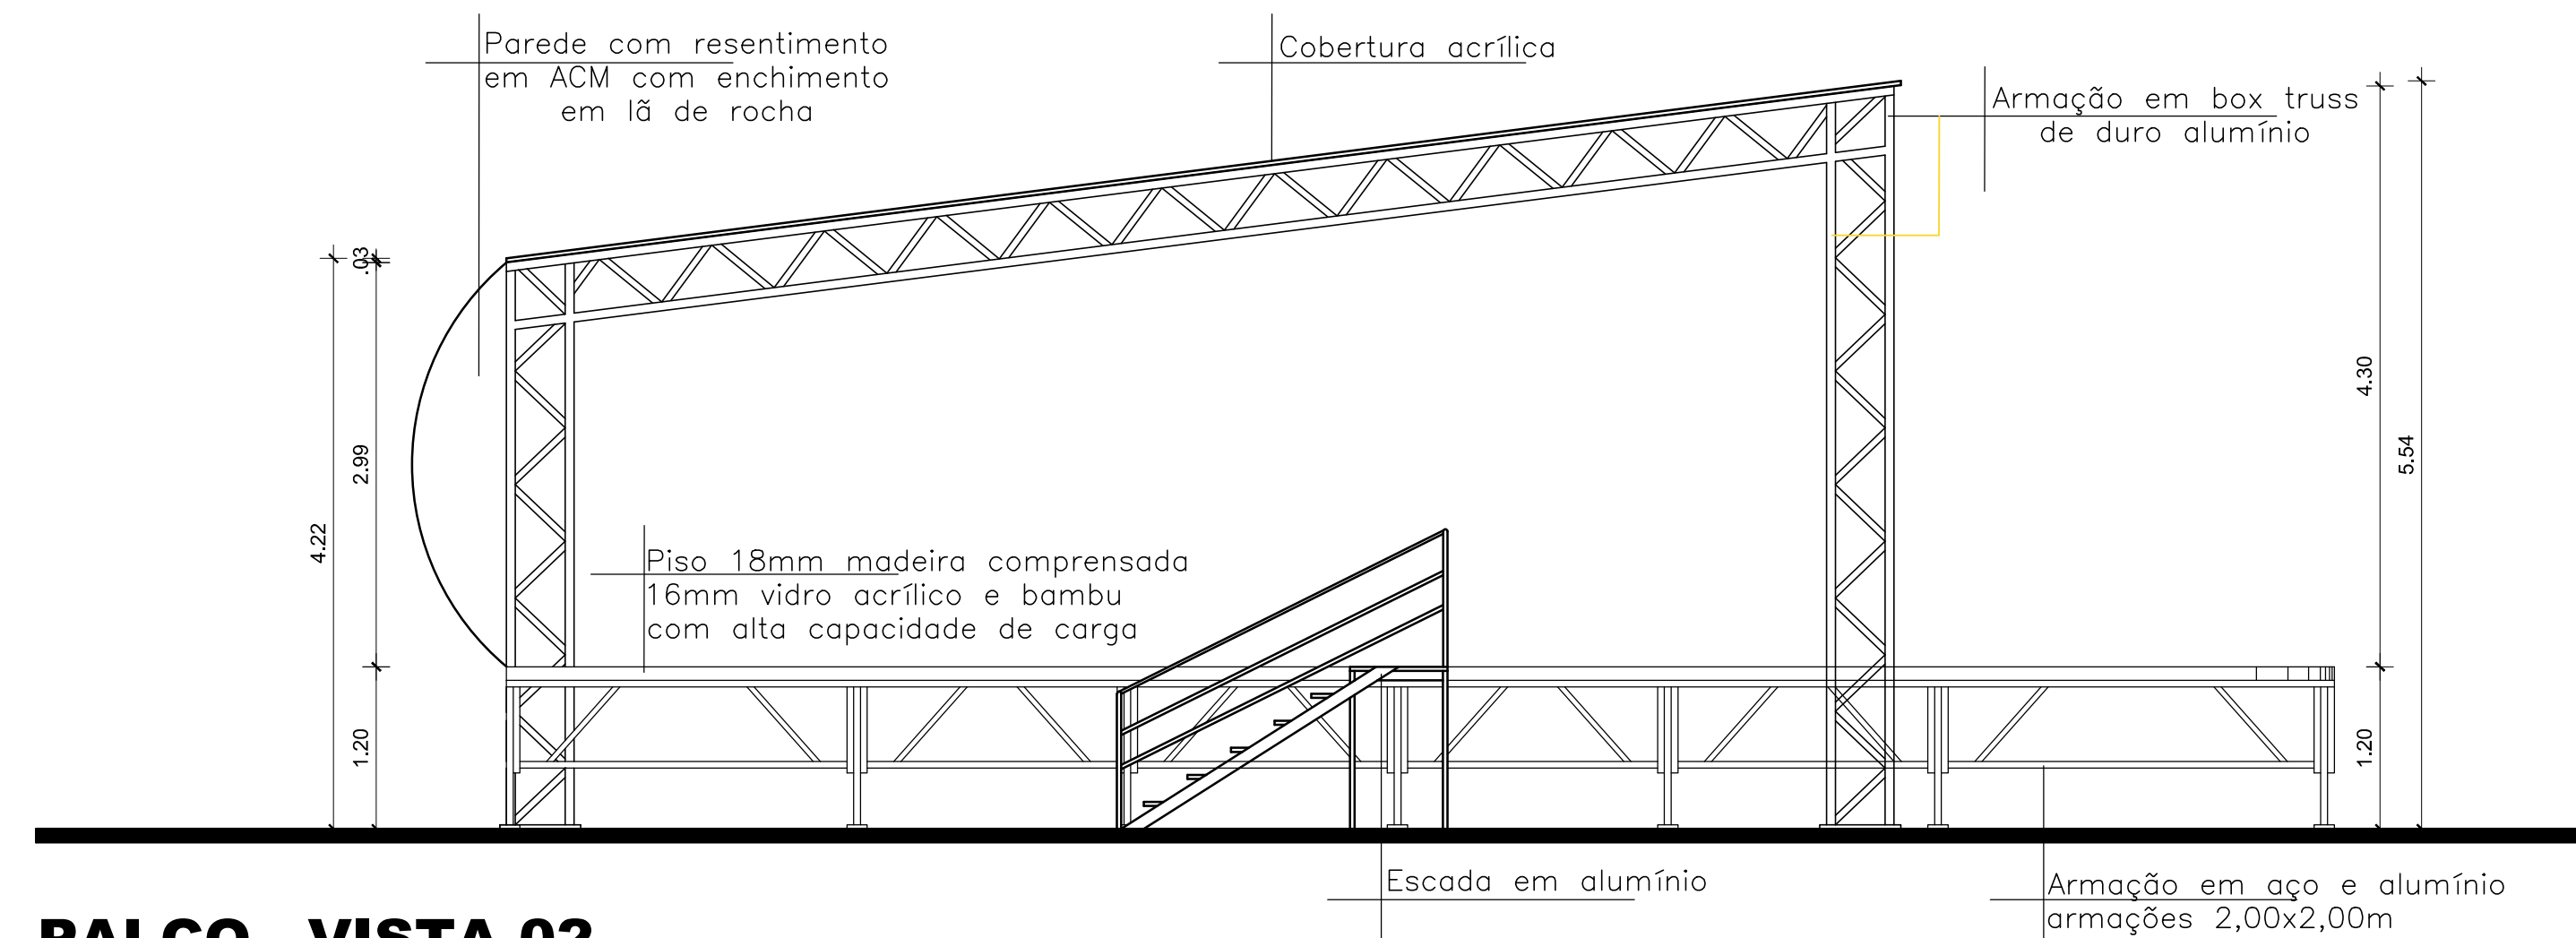 Parede com resentimento
em ACM com enchimento
em lã de rocha
Cobertura acrílica
Armação em box truss
de duro alumínio
.03
2.99
4.22
1.20
4.30
5.54
1.20
Piso 18mm madeira comprensada
16mm vidro acrílico e bambu
com alta capacidade de carga
Escada em alumínio
Armação em aço e alumínio
armações 2,00x2,00m
PALCO VISTA 02